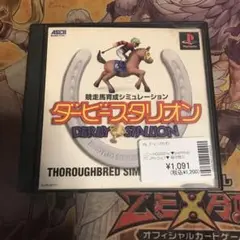 ASCII
競走馬育成シミュレーション
ダービースタリオン
DERBY STALLION
¥1,091
THOROUGHBRED SIM
ZEXAL
オフィシャルカードゲー